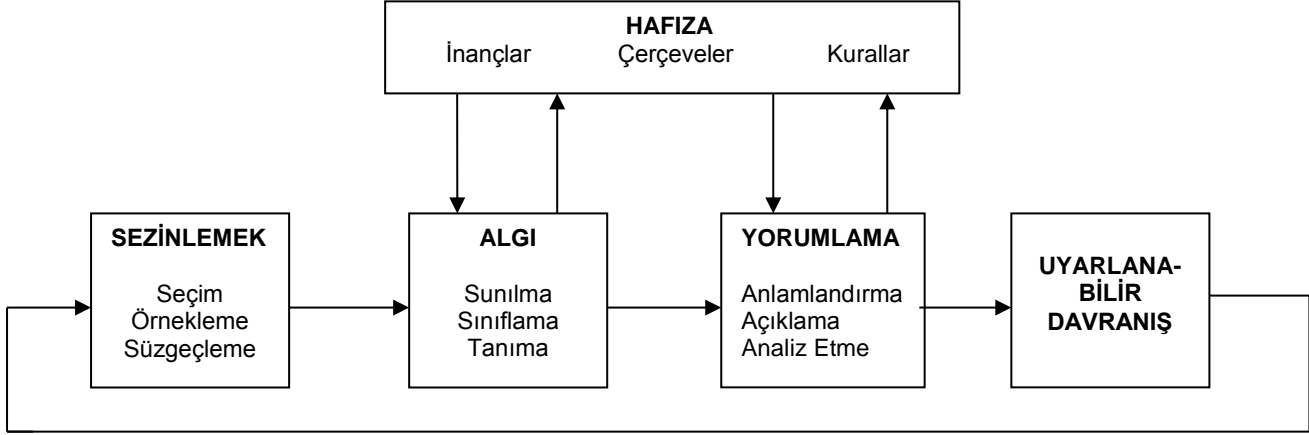 HAFIZA
İnançlar Çerçeveler Kurallar
SEZİNLEMEK
Seçim
Örnekleme
Süzgeçleme
ALGI
Sunılma
Sınıflama
Tanıma
YORUMLAMA
Anlamlandırma
Açıklama
Analiz Etme
UYARLANA-
BİLİR
DAVRANIŞ